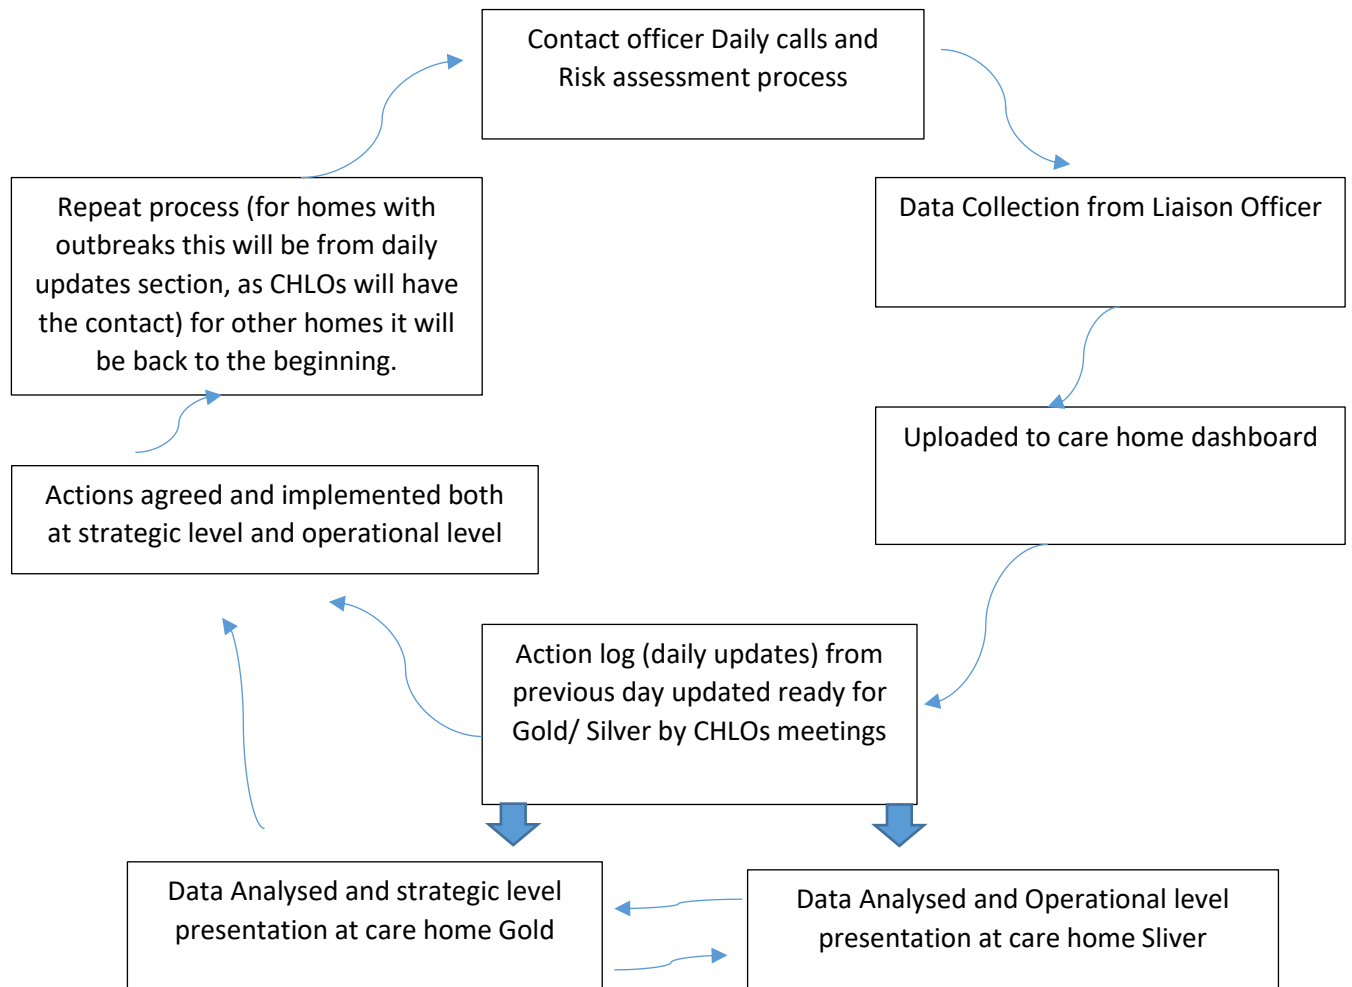 Contact officer Daily calls and
Risk assessment process
Data Collection from Liaison Officer
Uploaded to care home dashboard
Action log (daily updates) from
previous day updated ready for
Gold/ Silver by CHLOs meetings
Data Analysed and Operational level
presentation at care home Sliver
Data Analysed and strategic level
presentation at care home Gold
Actions agreed and implemented both
at strategic level and operational level
Repeat process (for homes with
outbreaks this will be from daily
updates section, as CHLOs will have
the contact) for other homes it will
be back to the beginning.